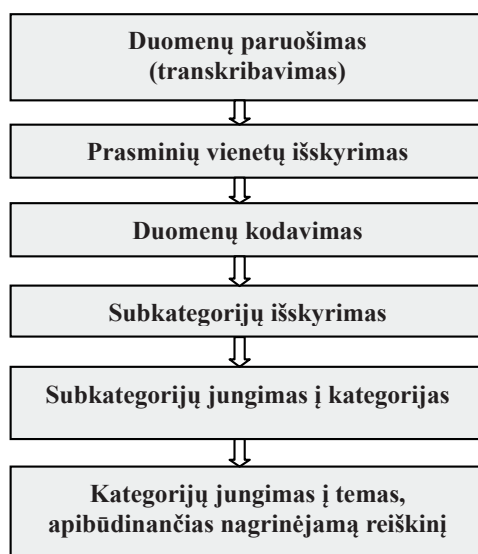 Duomenų paruošimas
(transkribavimas)
Prasminių vienetų išskyrimas
Duomenų kodavimas
Subkategorijų išskyrimas
Subkategorijų jungimas į kategorijas
Kategorijų jungimas į temas,
apibūdinančias nagrinėjamą reiškinį